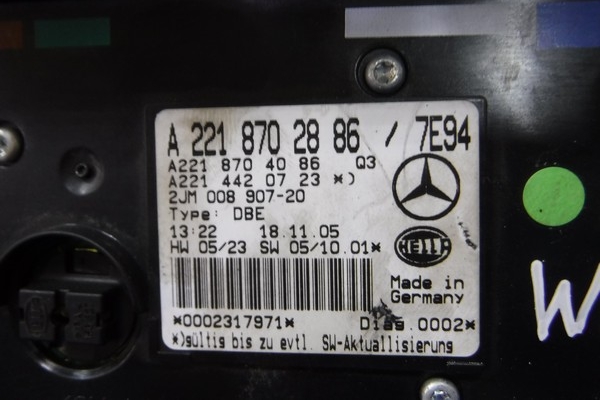 A 221 870 28 86 / 7E94
A221 870 40 86 Q3
A221 442 07 23 *)
2JM 008 907-20
Type: DBE
13:22 18.11.05
HW 05/23 SW 05/10.01*
HELLA
Made in
Germany
*0002317971* Diag.0002*
*)gültig bis zu evtl. SW-Aktuallisierung
W